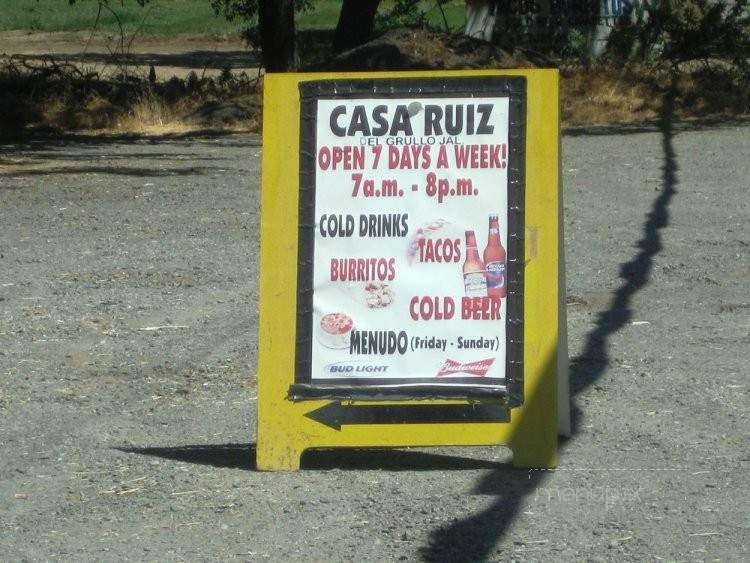 CASA RUIZ
DEL GRULLO JAL
OPEN 7 DAYS A WEEK!
7a.m. - 8p.m.
COLD DRINKS
TACOS
BURRITOS
COLD BEER
MENUDO (Friday - Sunday)
BUD LIGHT
Budweiser
menupix